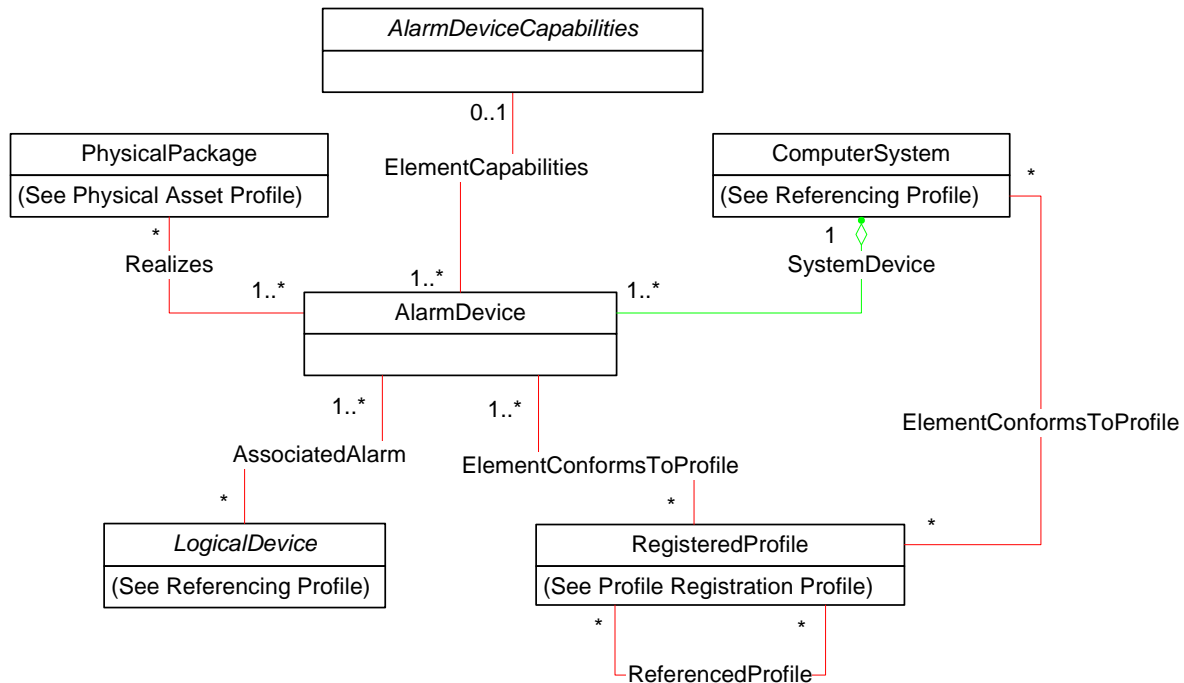 AlarmDeviceCapabilities
0..1
ElementCapabilities
PhysicalPackage
(See Physical Asset Profile)
ComputerSystem
(See Referencing Profile)
*
*
Realizes
1..*
1..*
1
SystemDevice
1..*
AlarmDevice
1..*
1..*
AssociatedAlarm
ElementConformsToProfile
ElementConformsToProfile
*
*
*
LogicalDevice
(See Referencing Profile)
RegisteredProfile
(See Profile Registration Profile)
*
*
ReferencedProfile